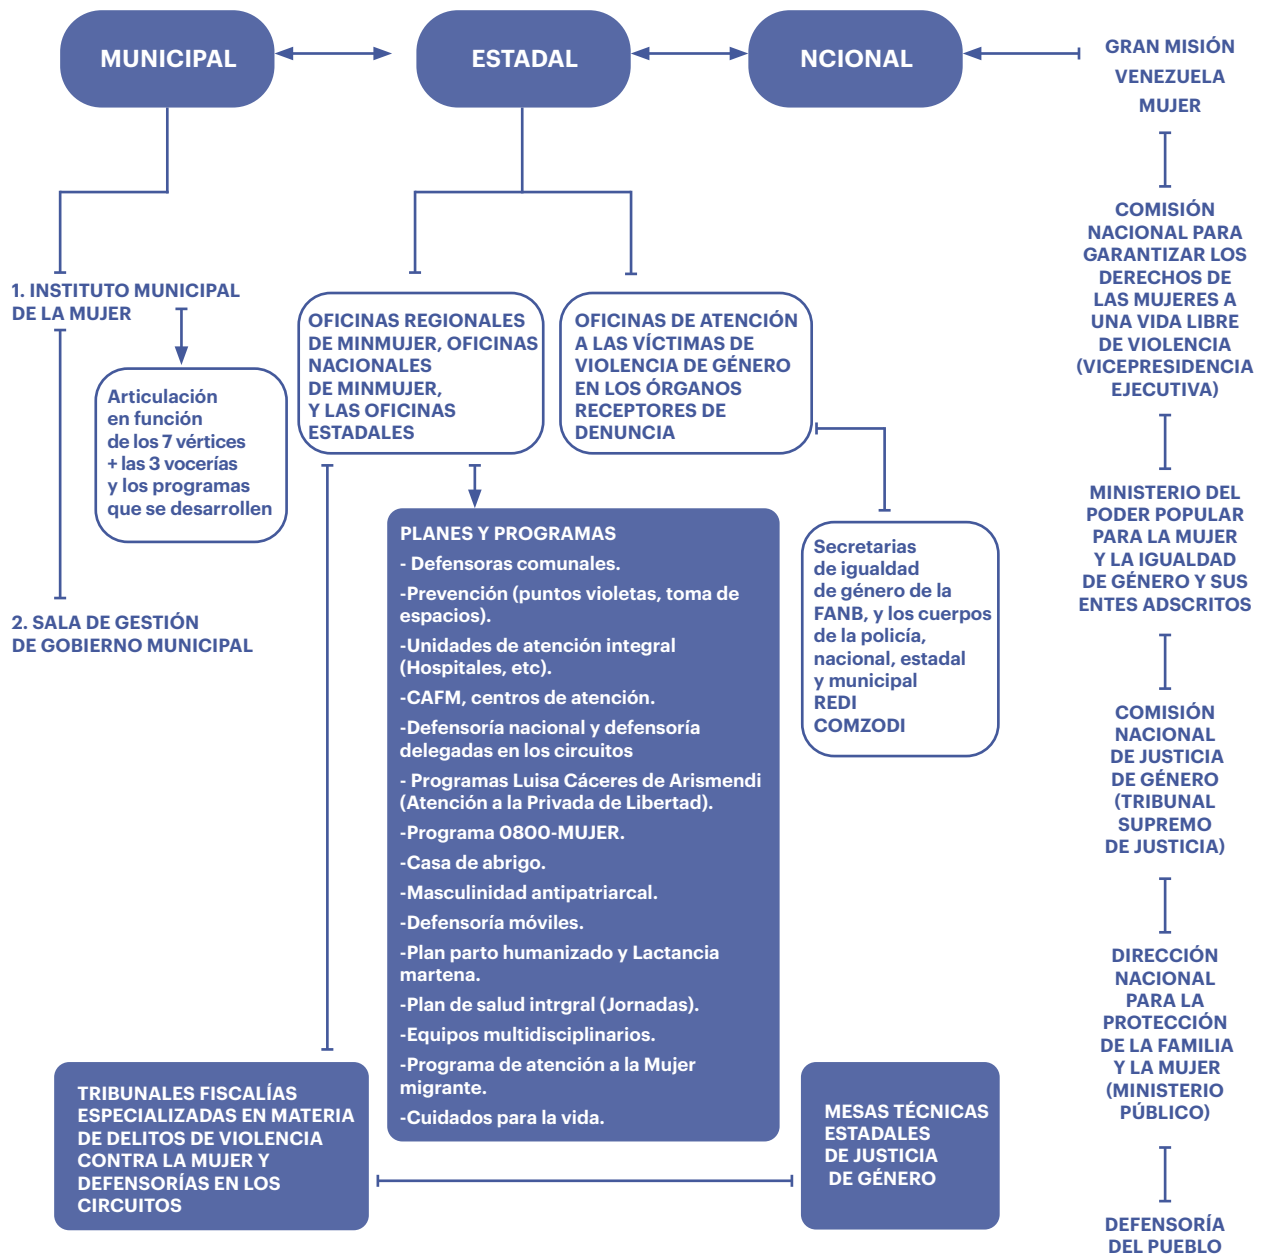 MUNICIPAL
ESTADAL
NCIONAL
GRAN MISIÓN
VENEZUELA
MUJER
1. INSTITUTO MUNICIPAL
DE LA MUJER
Articulación
en función
de los 7 vértices
+ las 3 vocerías
y los programas
que se desarrollen
2. SALA DE GESTIÓN
DE GOBIERNO MUNICIPAL
OFICINAS REGIONALES
DE MINMUJER, OFICINAS
NACIONALES
DE MINMUJER,
Y LAS OFICINAS
ESTADALES
OFICINAS DE ATENCIÓN
A LAS VÍCTIMAS DE
VIOLENCIA DE GÉNERO
EN LOS ÓRGANOS
RECEPTORES DE
DENUNCIA
PLANES Y PROGRAMAS
- Defensoras comunales.
-Prevención (puntos violetas, toma de
espacios).
-Unidades de atención integral
(Hospitales, etc).
-CAFM, centros de atención.
-Defensoría nacional y defensoría
delegadas en los circuitos
- Programas Luisa Cáceres de Arismendi
(Atención a la Privada de Libertad).
-Programa 0800-MUJER.
-Casa de abrigo.
-Masculinidad antipatriarcal.
-Defensoría móviles.
-Plan parto humanizado y Lactancia
martena.
-Plan de salud intrgral (Jornadas).
-Equipos multidisciplinarios.
-Programa de atención a la Mujer
migrante.
-Cuidados para la vida.
Secretarias
de igualdad
de género de la
FANB, y los cuerpos
de la policía,
nacional, estadal
y municipal
REDI
COMZODI
TRIBUNALES FISCALÍAS
ESPECIALIZADAS EN MATERIA
DE DELITOS DE VIOLENCIA
CONTRA LA MUJER Y
DEFENSORÍAS EN LOS
CIRCUITOS
MESAS TÉCNICAS
ESTADALES
DE JUSTICIA
DE GÉNERO
COMISIÓN
NACIONAL PARA
GARANTIZAR LOS
DERECHOS DE
LAS MUJERES A
UNA VIDA LIBRE
DE VIOLENCIA
(VICEPRESIDENCIA
EJECUTIVA)
MINISTERIO DEL
PODER POPULAR
PARA LA MUJER
Y LA IGUALDAD
DE GÉNERO Y SUS
ENTES ADSCRITOS
COMISIÓN
NACIONAL
DE JUSTICIA
DE GÉNERO
(TRIBUNAL
SUPREMO
DE JUSTICIA)
DIRECCIÓN
NACIONAL
PARA LA
PROTECCIÓN
DE LA FAMILIA
Y LA MUJER
(MINISTERIO
PÚBLICO)
DEFENSORÍA
DEL PUEBLO